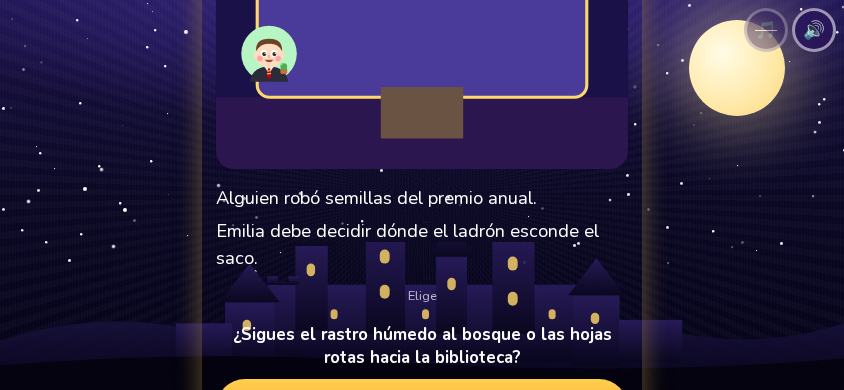 Alguien robó semillas del premio anual.
Emilia debe decidir dónde el ladrón esconde el
saco.
Elige
¿Sigues el rastro húmedo al bosque o las hojas
rotas hacia la biblioteca?